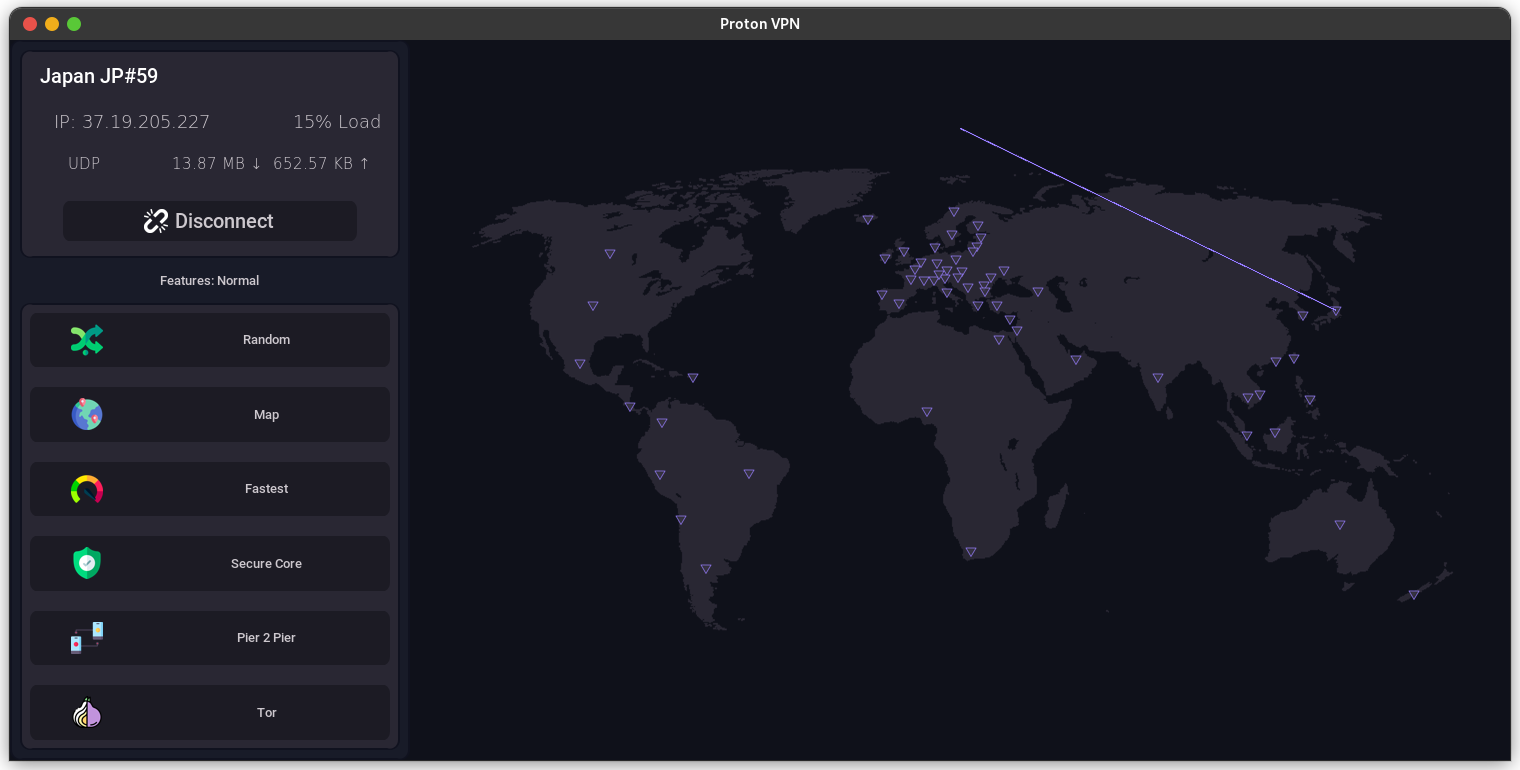 Proton VPN
Japan JP#59
IP: 37.19.205.227 15% Load
UDP 13.87 MB ↓ 652.57 KB ↑
Disconnect
Features: Normal
Random
Map
Fastest
Secure Core
Pier 2 Pier
Tor